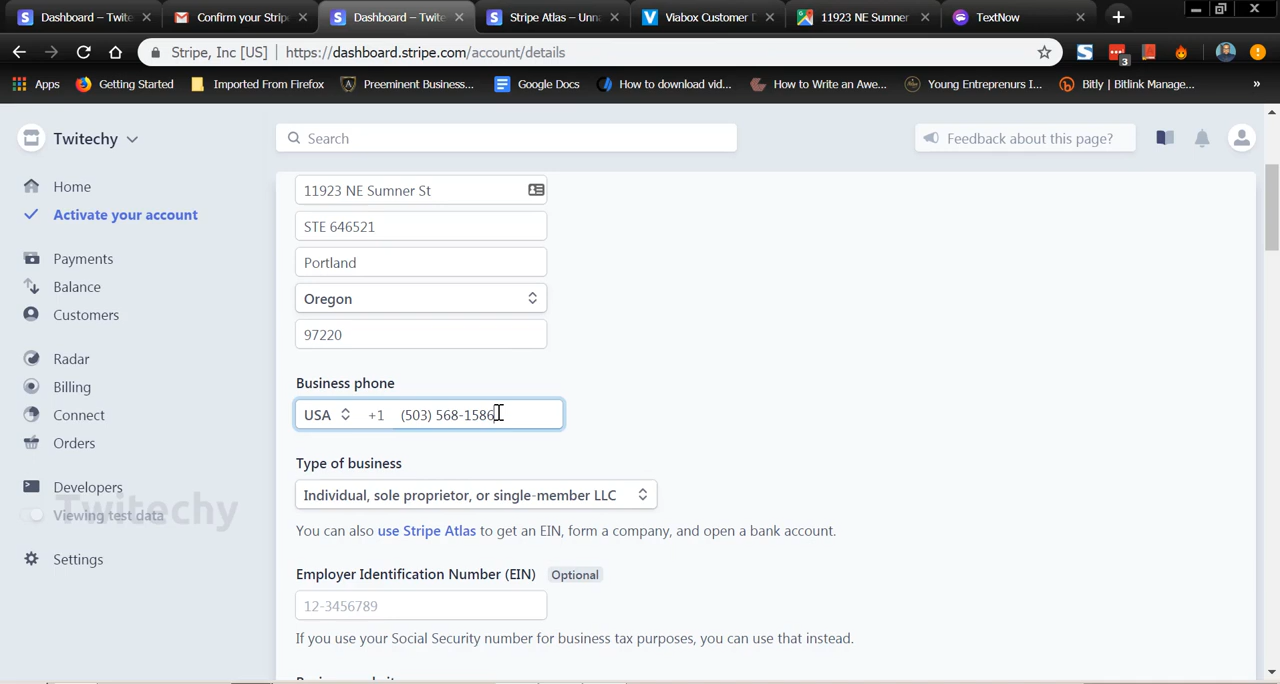 Dashboard – Twite
Confirm your Strip
Dashboard – Twite
Stripe Atlas – Unn
Viabox Customer D
11923 NE Sumner
TextNow
Stripe, Inc [US] | https://dashboard.stripe.com/account/details
3
Apps
Getting Started
Imported From Firefox
Preeminent Business...
Google Docs
How to download vid...
How to Write an Awe...
Young Entreprenurs I...
Bitly | Bitlink Manage...
»
Twitechy
Search
Feedback about this page?
Home
Activate your account
Payments
Balance
Customers
Radar
Billing
Connect
Orders
Developers
Viewing test data
Twitechy
Settings
11923 NE Sumner St
STE 646521
Portland
Oregon
97220
Business phone
USA +1 (503) 568-1586
Type of business
Individual, sole proprietor, or single-member LLC
You can also use Stripe Atlas to get an EIN, form a company, and open a bank account.
Employer Identification Number (EIN) Optional
12-3456789
If you use your Social Security number for business tax purposes, you can use that instead.